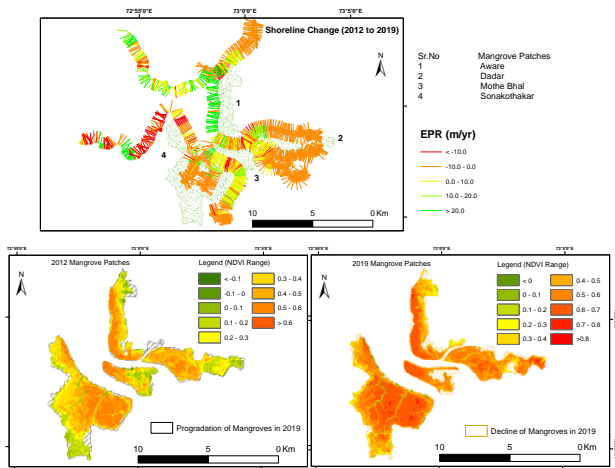 72°55'E 73°0'E
Shoreline Change (2012 to 2019)
N
1
2
3
4
10 5 0 Km
Sr.No Mangrove Patches
1 Aware
2 Dadar
3 Mothe Bhal
4 Sonakothakar
EPR (m/yr)
< -10.0
-10.0 - 0.0
0.0 - 10.0
10.0 - 20.0
> 20.0
2012 Mangrove Patches
N
Legend (NDVI Range)
< -0.1
-0.1 - 0
0 - 0.1
0.1 - 0.2
0.2 - 0.3
0.3 - 0.4
0.4 - 0.5
0.5 - 0.6
> 0.6
Progradation of Mangroves in 2019
10 5 0 Km
2019 Mangrove Patches
N
Legend (NDVI Range)
< 0
0 - 0.1
0.1 - 0.2
0.2 - 0.3
0.3 - 0.4
0.4 - 0.5
0.5 - 0.6
0.6 - 0.7
0.7 - 0.8
>0.8
Decline of Mangroves in 2019
10 5 0 Km